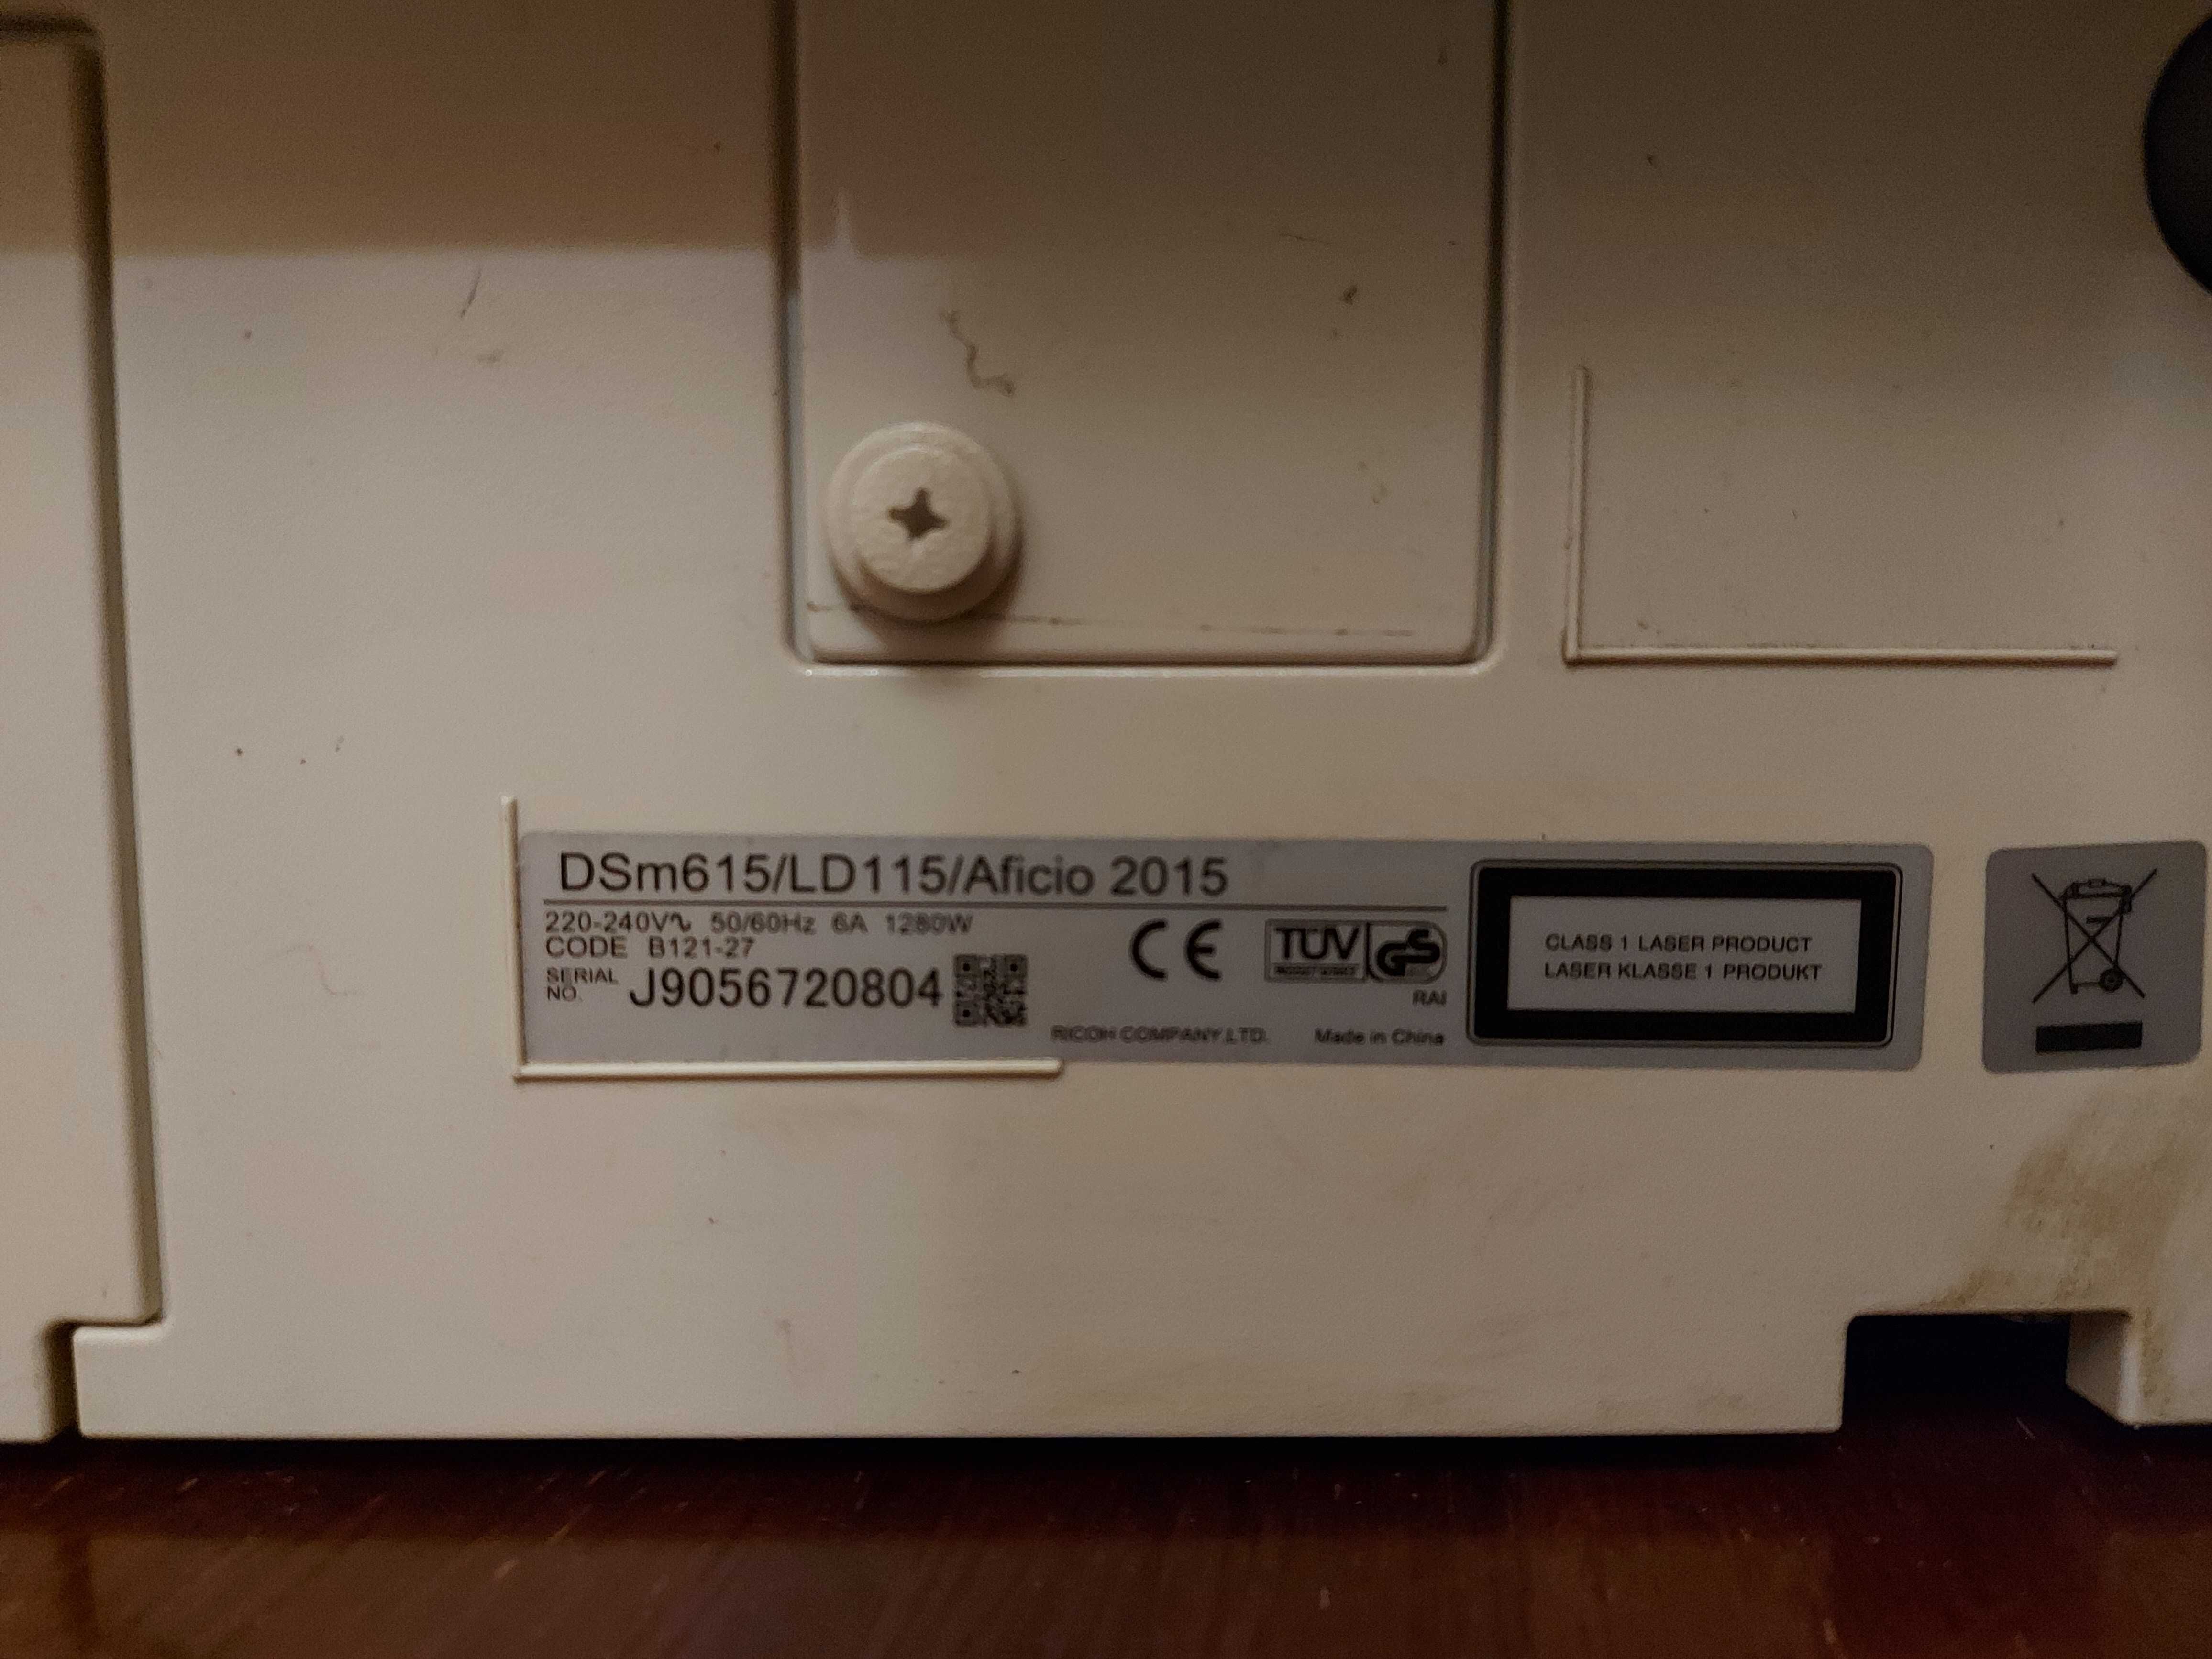 DSm615/LD115/Aficio 2015
220-240V∿ 50/60Hz 6A 1280W
CODE B121-27
SERIAL NO. J9056720804
CE
TÜV GS
RAI
RICOH COMPANY,LTD. Made in China
CLASS 1 LASER PRODUCT
LASER KLASSE 1 PRODUKT